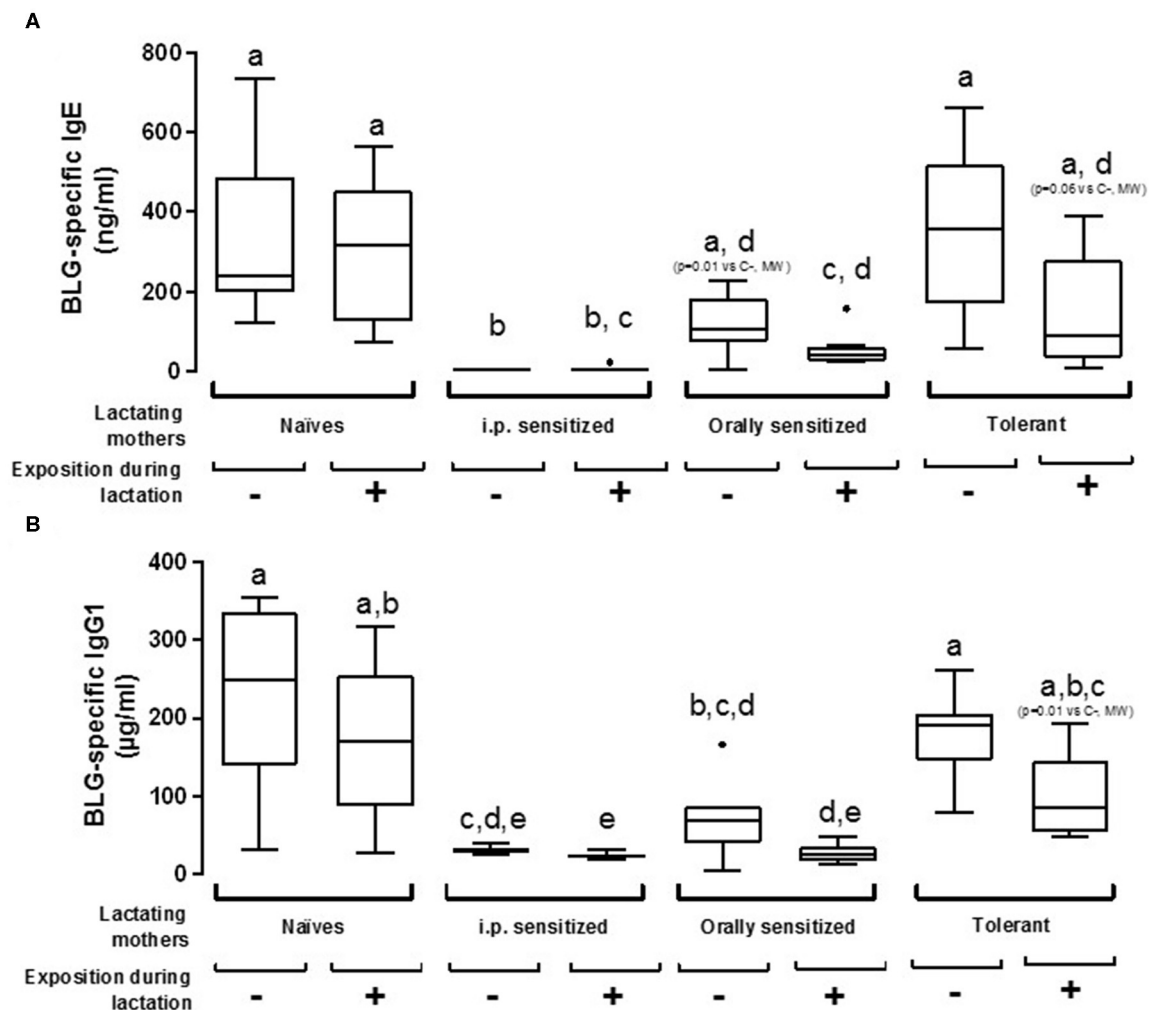 A
800
600
400
200
0
BLG-specific IgE
(ng/ml)
a
a
b
b, c
a, d
(p=0.01 vs C-, MW)
c, d
a
a, d
(p=0.06 vs C-, MW)
Lactating
mothers
Naïves
i.p. sensitized
Orally sensitized
Tolerant
Exposition during
lactation
- + - + - + - +
B
400
300
200
100
0
BLG-specific IgG1
(µg/ml)
a
a,b
c,d,e
e
b,c,d
d,e
a
a,b,c
(p=0.01 vs C-, MW)
Lactating
mothers
Naïves
i.p. sensitized
Orally sensitized
Tolerant
Exposition during
lactation
- + - + - + - +